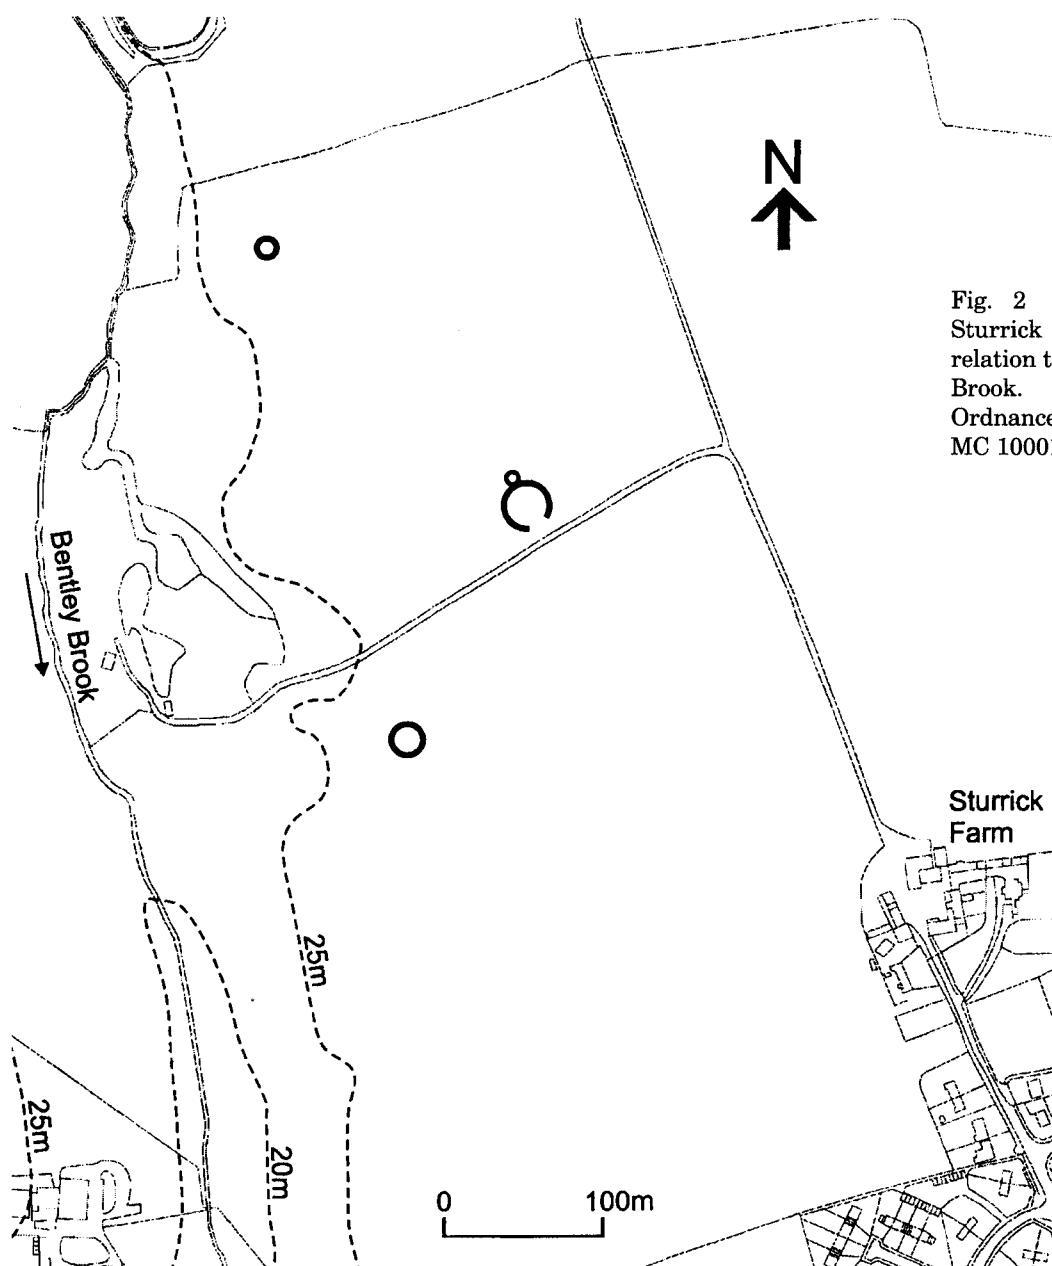 N
Fig. 2
Sturrick
relation t
Brook.
Ordnance
MC 1000
Bentley Brook
Sturrick
Farm
25m
25m
20m
0 100m